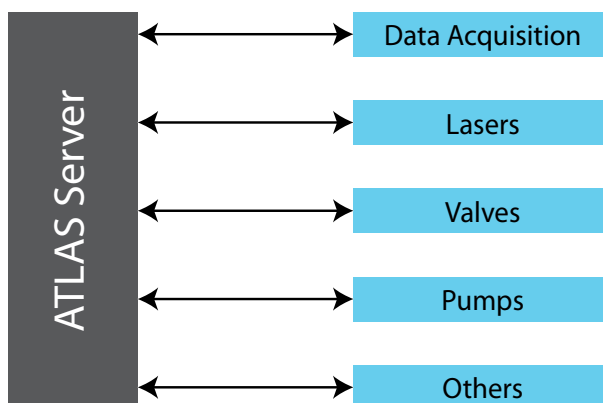 ATLAS Server
Data Acquisition
Lasers
Valves
Pumps
Others